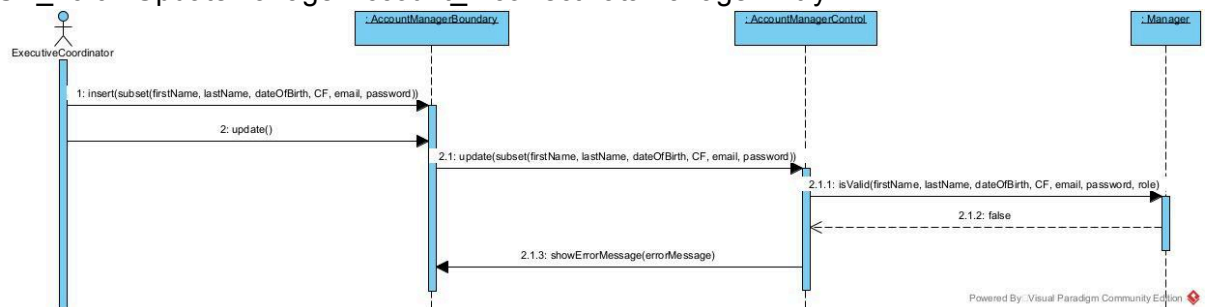 : AccountManagerBoundary
: AccountManagerControl
: Manager
ExecutiveCoordinator
1: insert(subset(firstName, lastName, dateOfBirth, CF, email, password))
2: update()
2.1: update(subset(firstName, lastName, dateOfBirth, CF, email, password))
2.1.1: isValid(firstName, lastName, dateOfBirth, CF, email, password, role)
2.1.2: false
2.1.3: showErrorMessage(errorMessage)
Powered By Visual Paradigm Community Edition